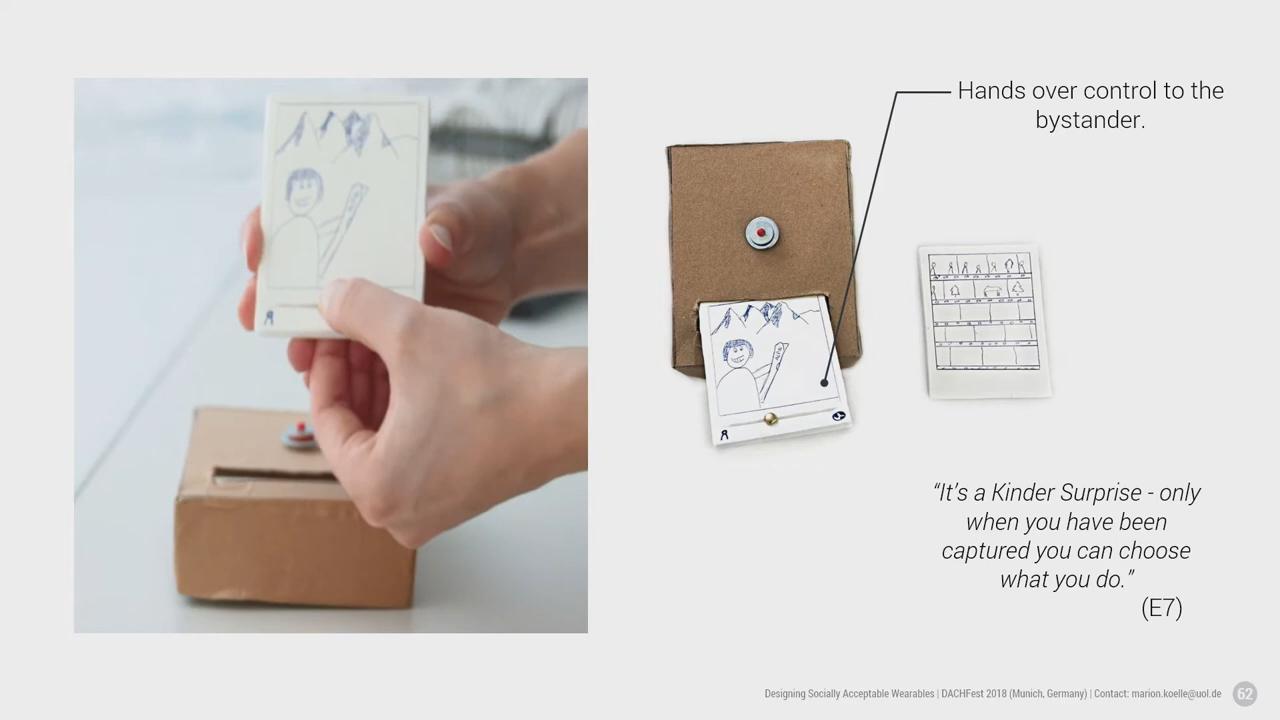 Hands over control to the
bystander.
“It’s a Kinder Surprise - only
when you have been
captured you can choose
what you do.”
(E7)
Designing Socially Acceptable Wearables | DACHFest 2018 (Munich, Germany) | Contact: marion.koelle@uol.de
62